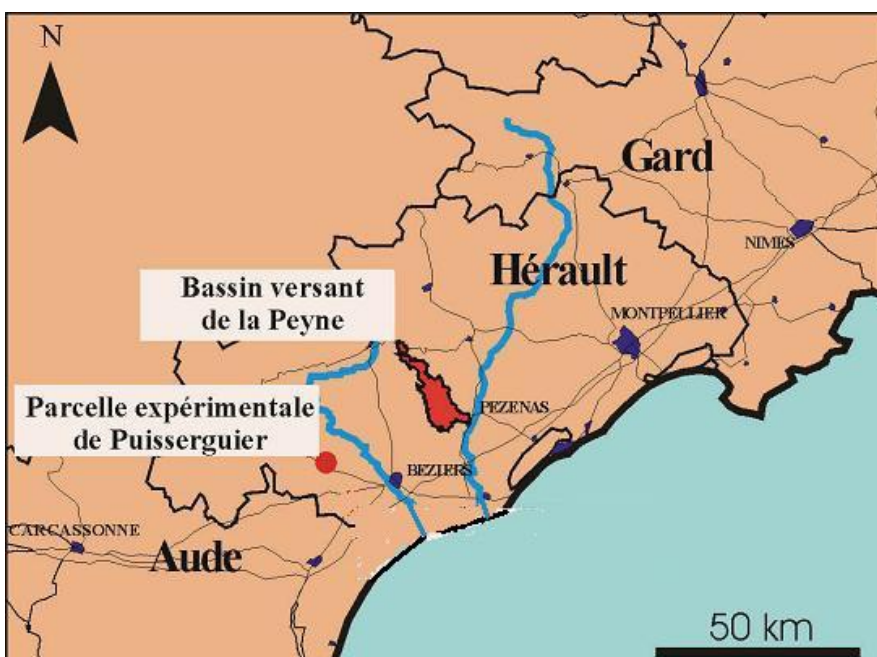 N
Gard
NIMES
Hérault
Bassin versant
de la Peyne
MONTPELLIER
Parcelle expérimentale
de Puisserguier
PEZENAS
BEZIERS
CARCASSONNE
Aude
50 km